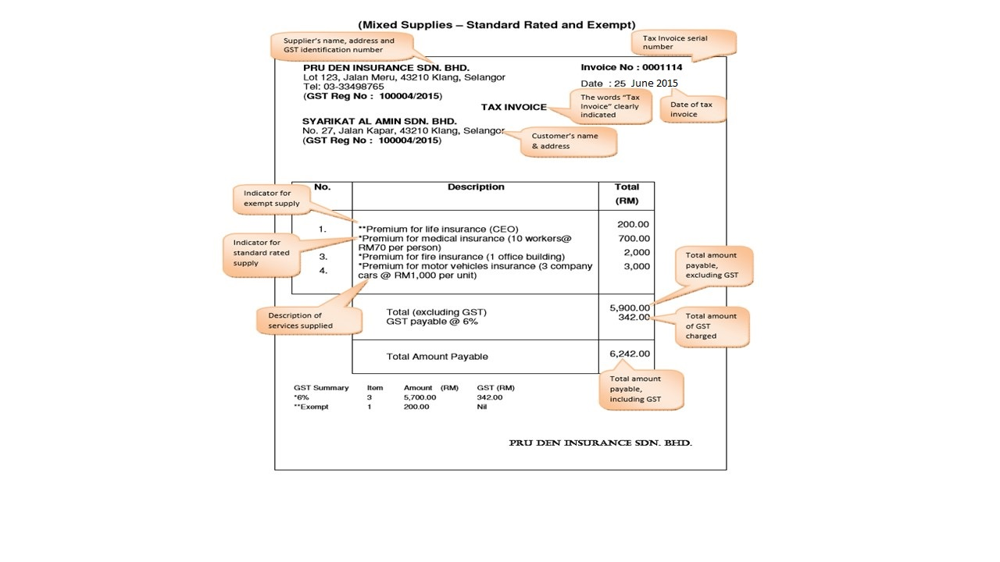 (Mixed Supplies – Standard Rated and Exempt)
Supplier's name, address and
GST identification number
Tax Invoice serial
number
PRU DEN INSURANCE SDN. BHD.
Lot 123, Jalan Meru, 43210 Klang, Selangor
Tel: 03-33498765
(GST Reg No : 100004/2015)
Invoice No : 0001114
Date : 25 June 2015
TAX INVOICE
The words “Tax
Invoice” clearly
indicated
Date of tax
invoice
SYARIKAT AL AMIN SDN. BHD.
No. 27, Jalan Kapar, 43210 Klang, Selangor
(GST Reg No : 100004/2015)
Customer's name
& address
No. Description Total
(RM)
Indicator for
exempt supply
Indicator for
standard rated
supply
1. **Premium for life insurance (CEO) 200.00
*Premium for medical insurance (10 workers@ 700.00
RM70 per person)
3. *Premium for fire insurance (1 office building) 2,000
4. *Premium for motor vehicles insurance (3 company 3,000
cars @ RM1,000 per unit)
Total amount
payable,
excluding GST
Description of
services supplied
Total (excluding GST) 5,900.00
GST payable @ 6% 342.00
Total amount
of GST
charged
Total Amount Payable 6,242.00
Total amount
payable,
including GST
GST Summary Item Amount (RM) GST (RM)
*6% 3 5,700.00 342.00
**Exempt 1 200.00 Nil
PRU DEN INSURANCE SDN. BHD.